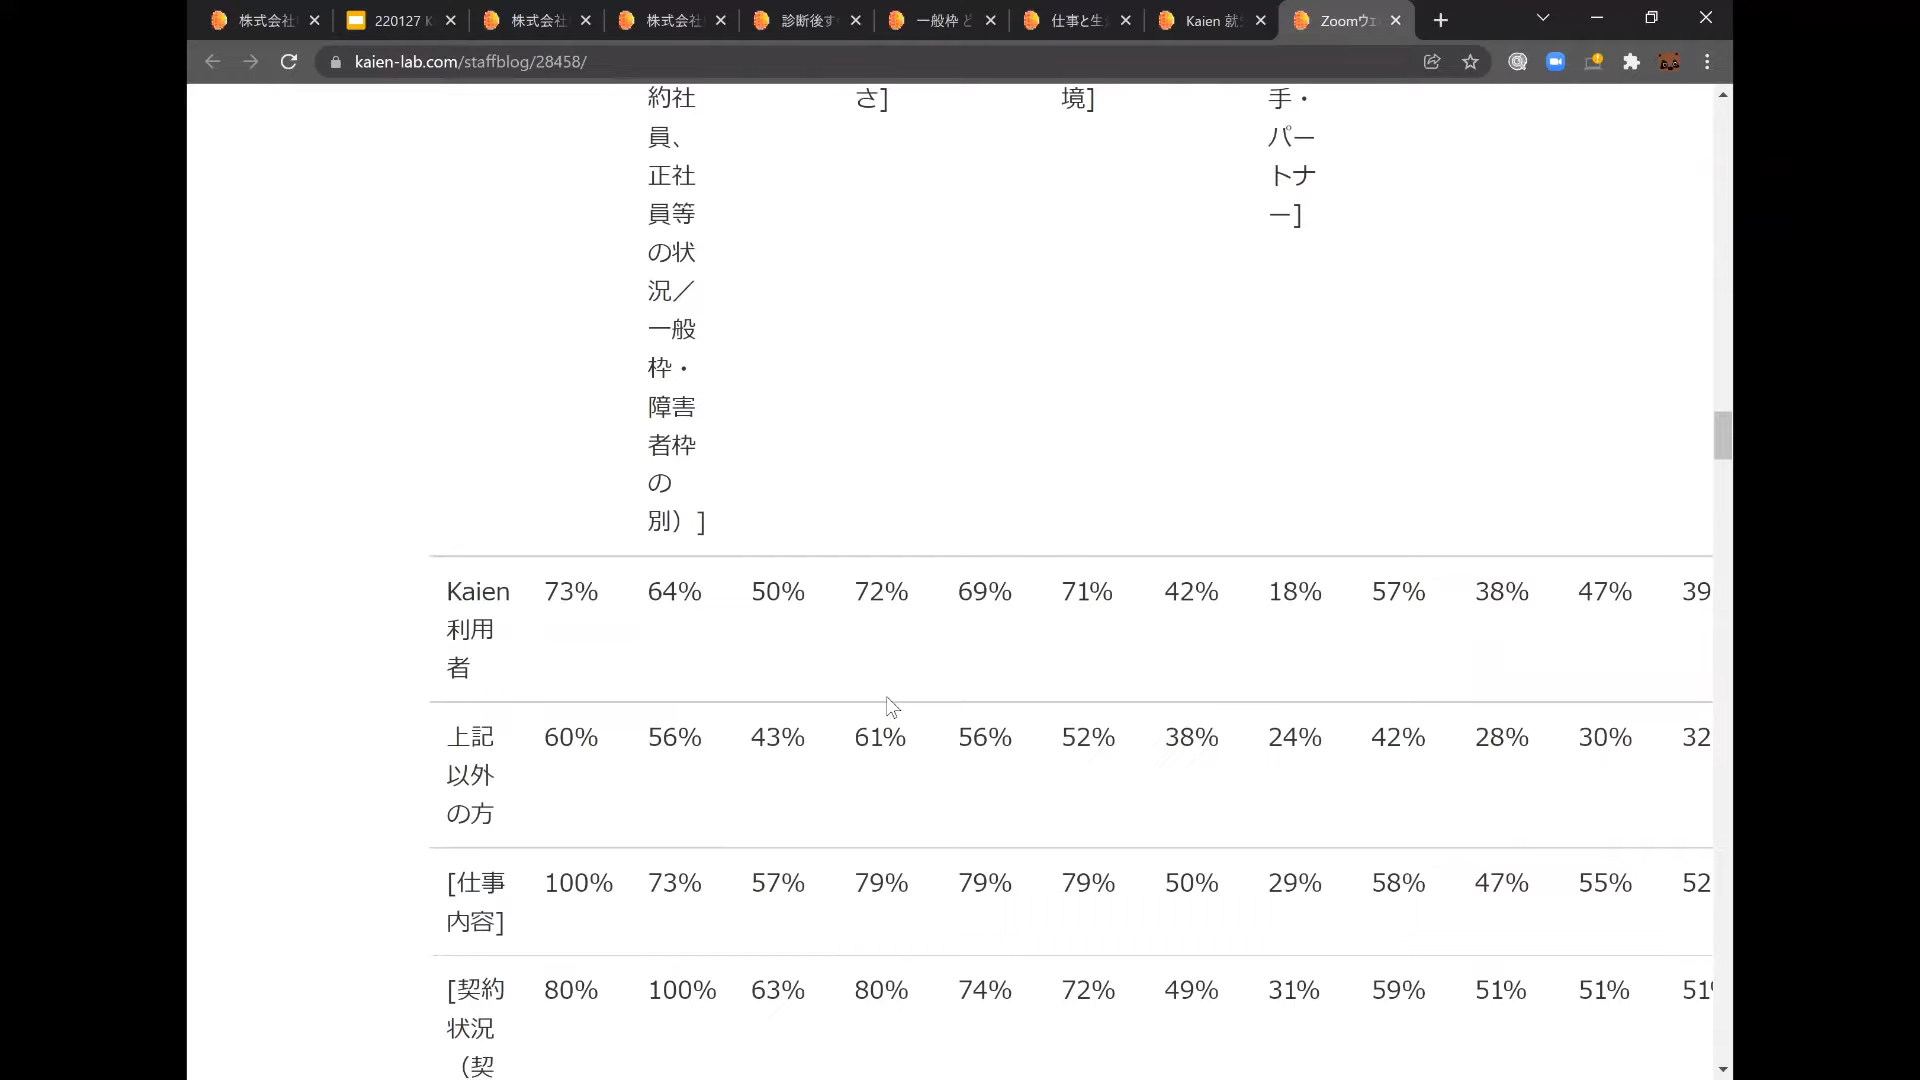 株式会社
220127 K
株式会社
株式会社
診断後す
一般枠 ど
仕事と生
Kaien 就
Zoomウェ
kaien-lab.com/staffblog/28458/
約社 さ] 境] 手・
員、 パー
正社 トナ
員等 ー]
の状
況／
一般
枠・
障害
者枠
の
別）]
Kaien 73% 64% 50% 72% 69% 71% 42% 18% 57% 38% 47% 39
利用
者
上記 60% 56% 43% 61% 56% 52% 38% 24% 42% 28% 30% 32
以外
の方
[仕事 100% 73% 57% 79% 79% 79% 50% 29% 58% 47% 55% 52
内容]
[契約 80% 100% 63% 80% 74% 72% 49% 31% 59% 51% 51% 51
状況
（契